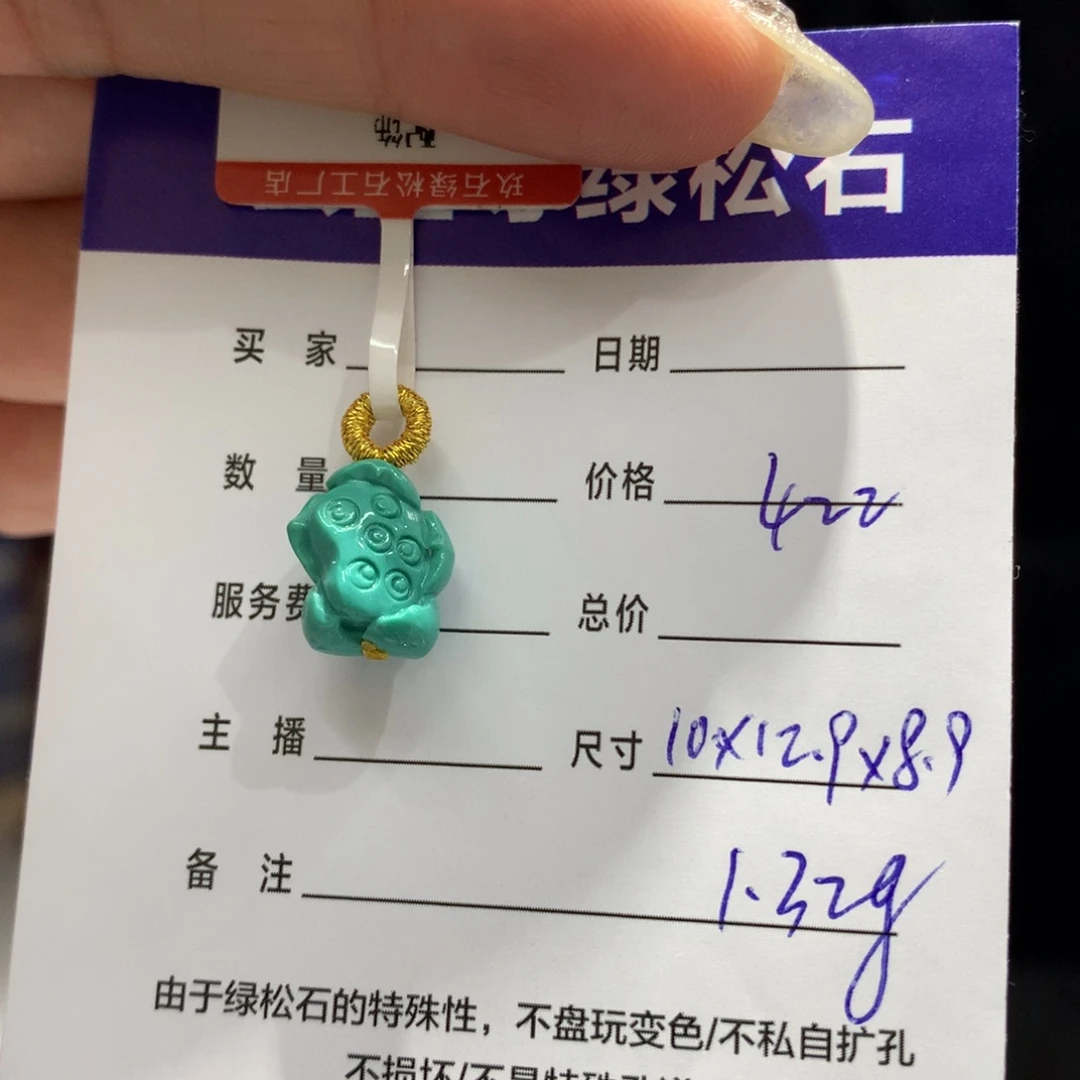 配饰
玖石绿松石工厂店
绿松石
买 家 日期
数 量 价格 422
服务费 总价
主 播 尺寸 10x12.9x8.9
备 注 1.32g
由于绿松石的特殊性，不盘玩变色/不私自扩孔